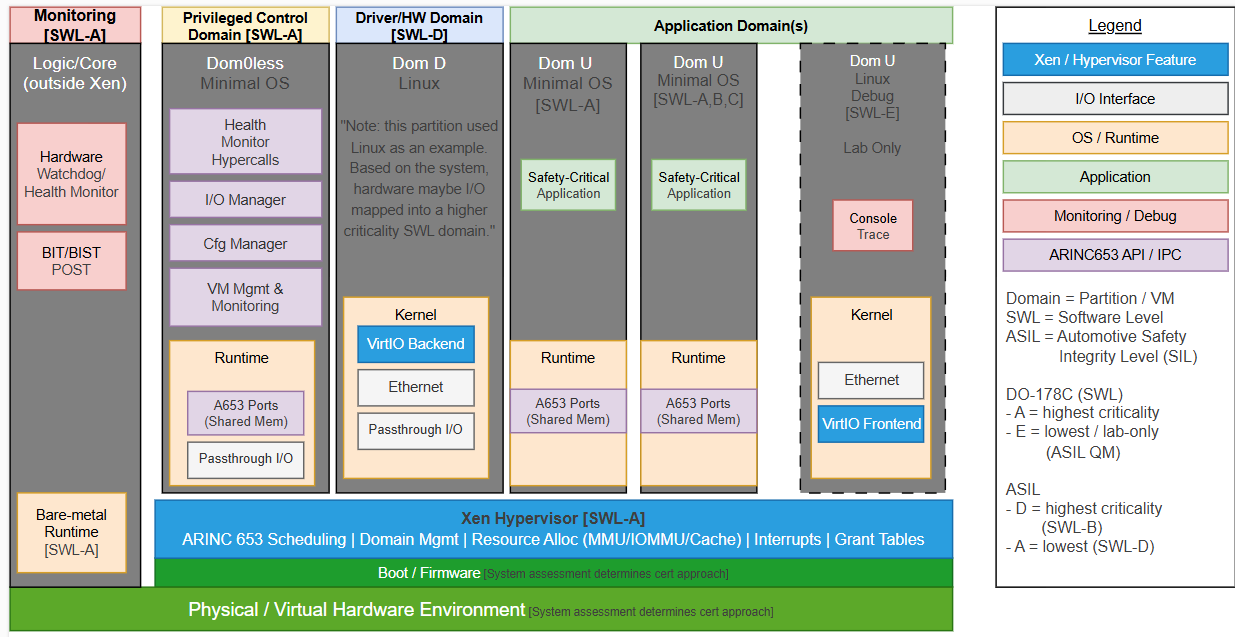 Monitoring
[SWL-A]
Logic/Core
(outside Xen)
Hardware
Watchdog/
Health Monitor
BIT/BIST
POST
Bare-metal
Runtime
[SWL-A]
Privileged Control
Domain [SWL-A]
Dom0less
Minimal OS
Health
Monitor
Hypercalls
I/O Manager
Cfg Manager
VM Mgmt &
Monitoring
Runtime
A653 Ports
(Shared Mem)
Passthrough I/O
Driver/HW Domain
[SWL-D]
Dom D
Linux
"Note: this partition used
Linux as an example.
Based on the system,
hardware maybe I/O
mapped into a higher
criticality SWL domain."
Kernel
VirtIO Backend
Ethernet
Passthrough I/O
Application Domain(s)
Dom U
Minimal OS
[SWL-A]
Safety-Critical
Application
Runtime
A653 Ports
(Shared Mem)
Dom U
Minimal OS
[SWL-A,B,C]
Safety-Critical
Application
Runtime
A653 Ports
(Shared Mem)
Dom U
Linux
Debug
[SWL-E]
Lab Only
Console
Trace
Kernel
Ethernet
VirtIO Frontend
Xen Hypervisor [SWL-A]
ARINC 653 Scheduling | Domain Mgmt | Resource Alloc (MMU/IOMMU/Cache) | Interrupts | Grant Tables
Boot / Firmware [System assessment determines cert approach]
Physical / Virtual Hardware Environment [System assessment determines cert approach]
Legend
Xen / Hypervisor Feature
I/O Interface
OS / Runtime
Application
Monitoring / Debug
ARINC653 API / IPC
Domain = Partition / VM
SWL = Software Level
ASIL = Automotive Safety
Integrity Level (SIL)
DO-178C (SWL)
- A = highest criticality
- E = lowest / lab-only
(ASIL QM)
ASIL
- D = highest criticality
(SWL-B)
- A = lowest (SWL-D)